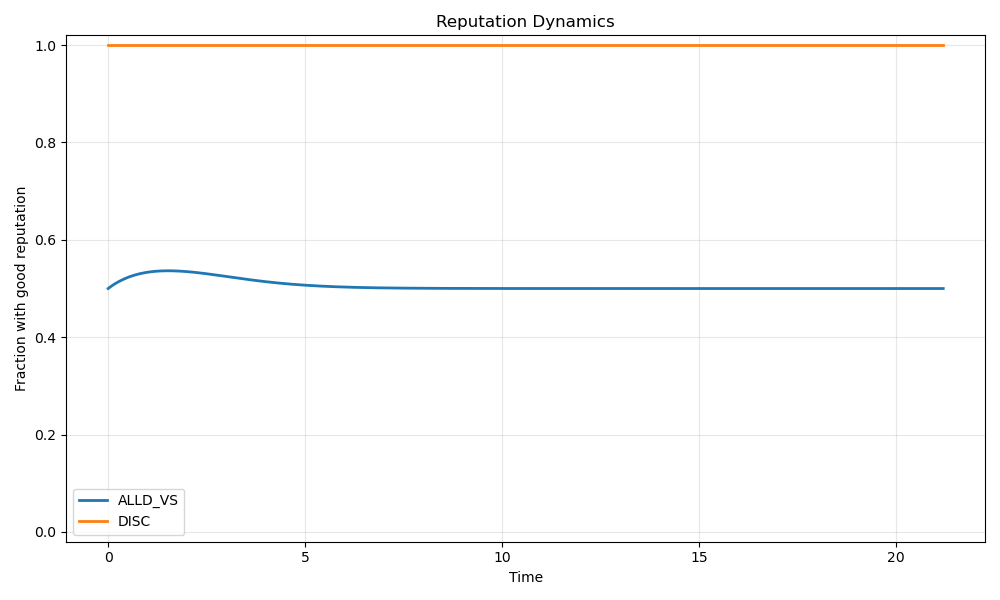 Reputation Dynamics
Fraction with good reputation
1.0
0.8
0.6
0.4
0.2
0.0
ALLD_VS
DISC
0 5 10 15 20
Time